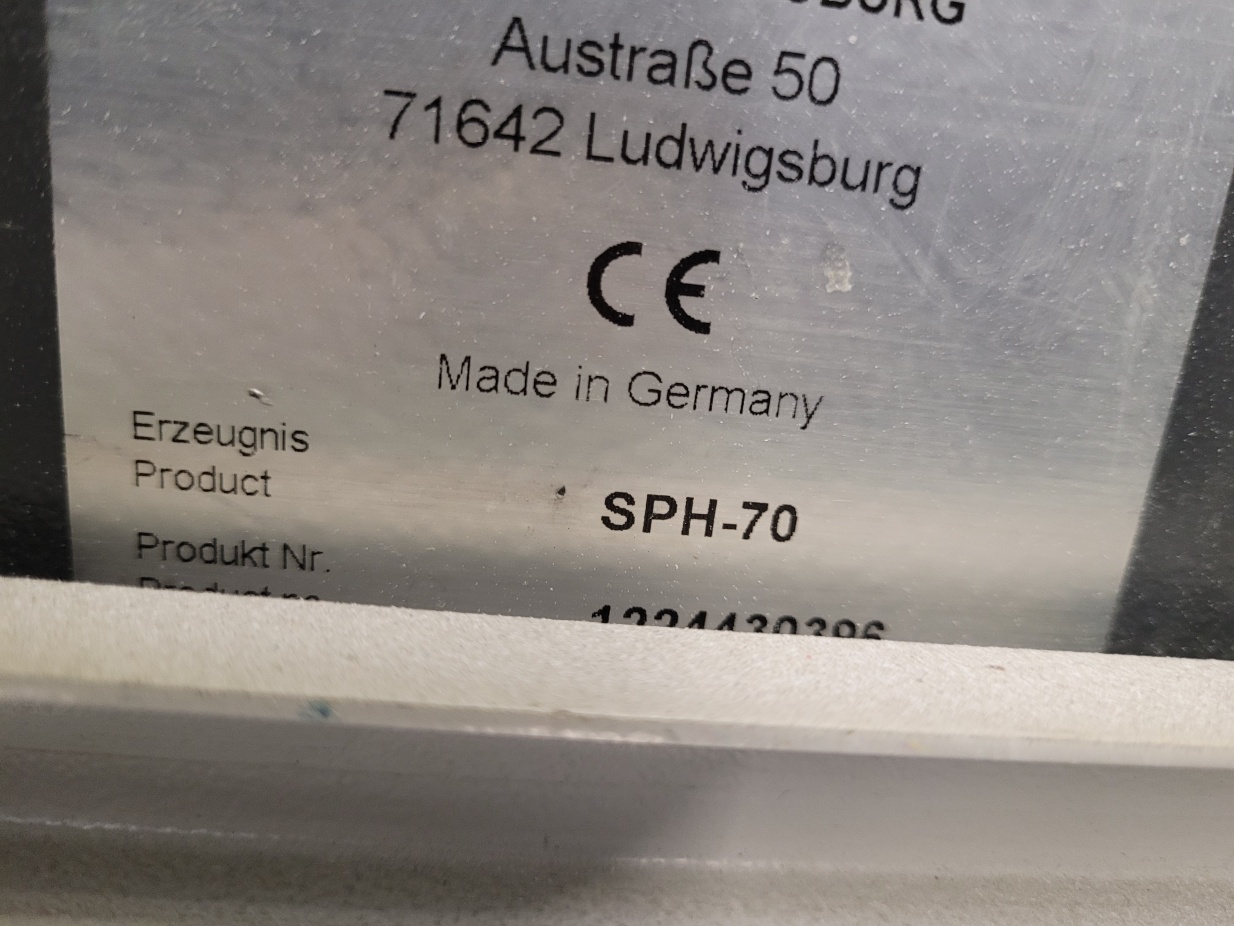 Austraße 50
71642 Ludwigsburg
CE
Made in Germany
Erzeugnis
Product
SPH-70
Produkt Nr.